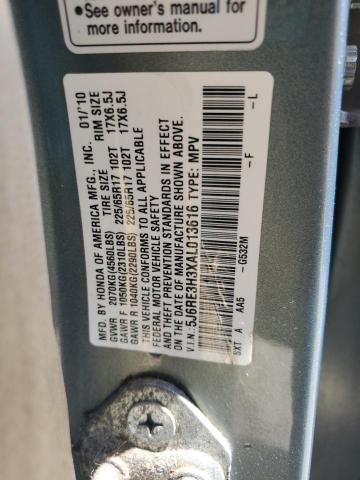 •See owner's manual for
more information.
MFD. BY HONDA OF AMERICA MFG., INC. 01/'10
TIRE SIZE RIM SIZE
GVWR 2070KG(4560LBS)
GAWR F 1050KG(2310LBS) 225/65R17 102T 17X6.5J
GAWR R 1040KG(2290LBS) 225/65R17 102T 17X6.5J
THIS VEHICLE CONFORMS TO ALL APPLICABLE
FEDERAL MOTOR VEHICLE SAFETY
AND THEFT PREVENTION STANDARDS IN EFFECT
ON THE DATE OF MANUFACTURE SHOWN ABOVE.
V.I.N.: 5J6RE3H3XAL013616 TYPE: MPV
SXT A AA5 -G532M -F -L